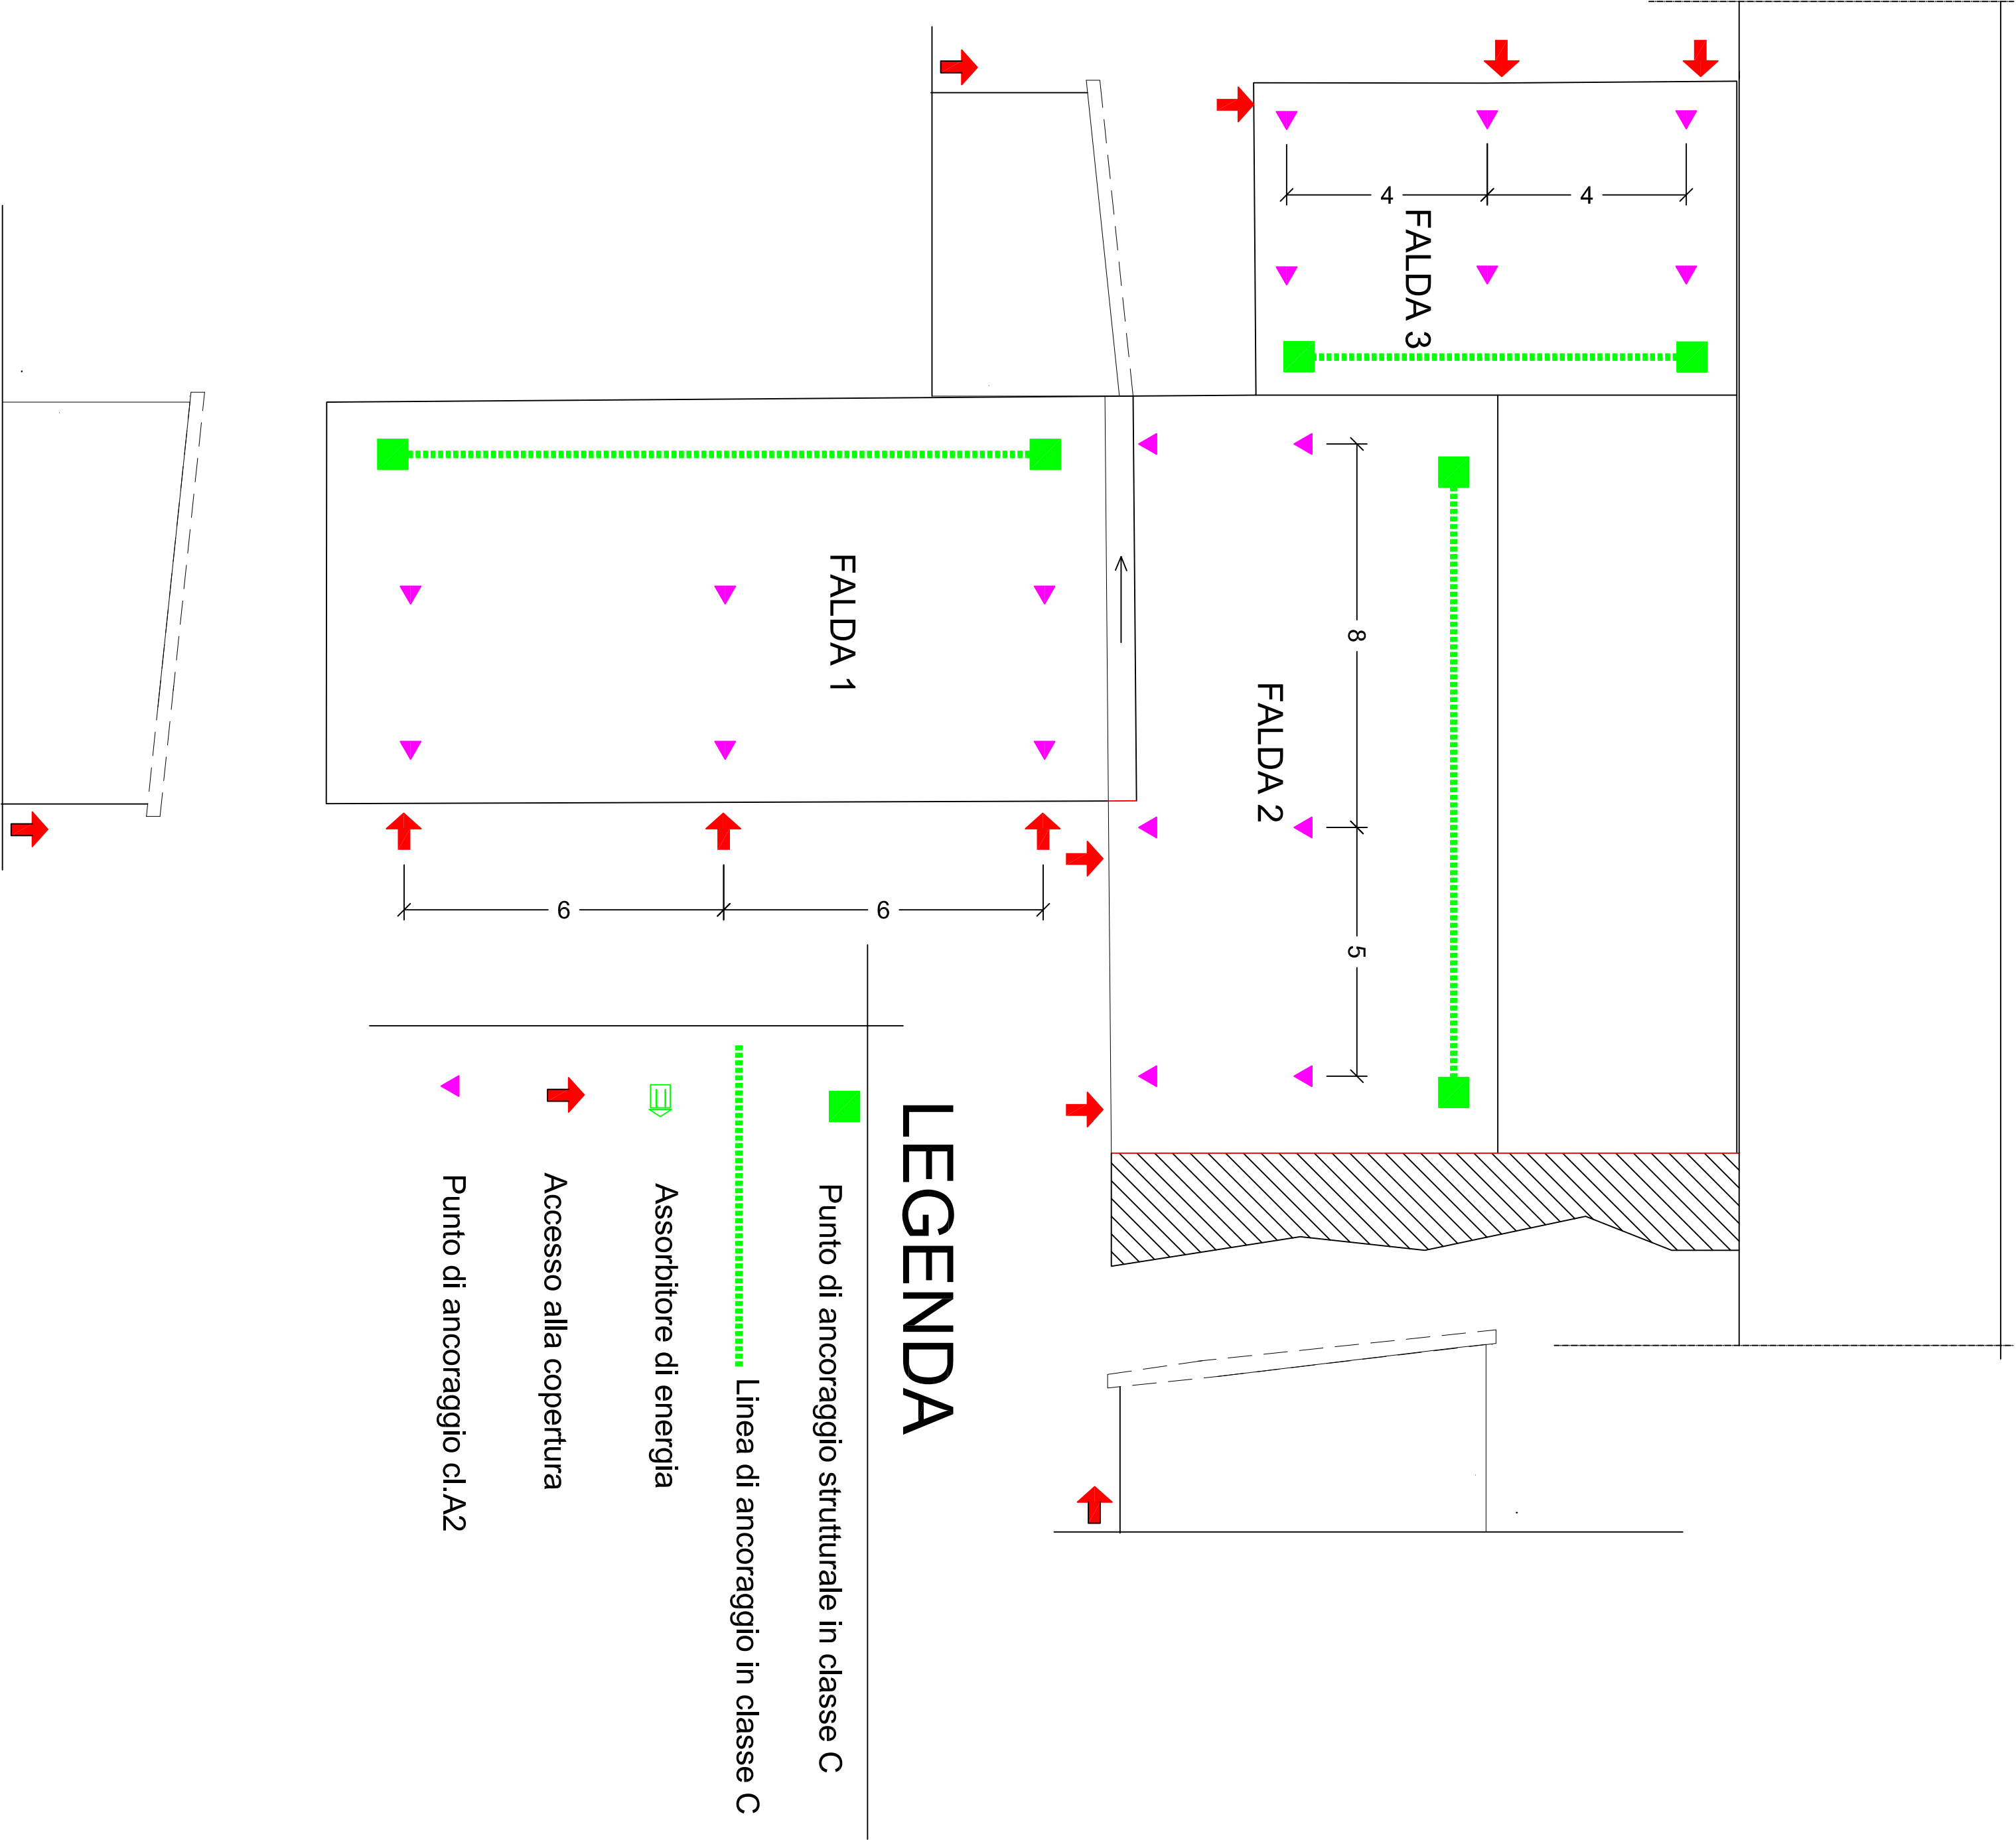 4
4
FALDA 3
FALDA 1
FALDA 2
8
5
6
6
LEGENDA
Punto di ancoraggio strutturale in classe C
Linea di ancoraggio in classe C
Assorbitore di energia
Accesso alla copertura
Punto di ancoraggio cl.A2